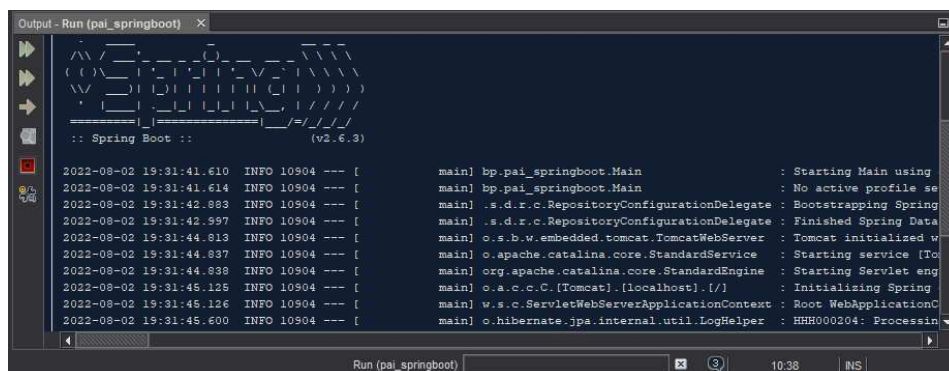 Output - Run (pai_springboot) ×
:: Spring Boot :: (v2.6.3)
2022-08-02 19:31:41.610 INFO 10904 --- [ main] bp.pai_springboot.Main : Starting Main using
2022-08-02 19:31:41.614 INFO 10904 --- [ main] bp.pai_springboot.Main : No active profile se
2022-08-02 19:31:42.883 INFO 10904 --- [ main] .s.d.r.c.RepositoryConfigurationDelegate : Bootstrapping Spring
2022-08-02 19:31:42.997 INFO 10904 --- [ main] .s.d.r.c.RepositoryConfigurationDelegate : Finished Spring Data
2022-08-02 19:31:44.813 INFO 10904 --- [ main] o.s.b.w.embedded.tomcat.TomcatWebServer : Tomcat initialized w
2022-08-02 19:31:44.837 INFO 10904 --- [ main] o.apache.catalina.core.StandardService : Starting service [To
2022-08-02 19:31:44.838 INFO 10904 --- [ main] org.apache.catalina.core.StandardEngine : Starting Servlet eng
2022-08-02 19:31:45.125 INFO 10904 --- [ main] o.a.c.c.C.[Tomcat].[localhost].[/] : Initializing Spring
2022-08-02 19:31:45.126 INFO 10904 --- [ main] w.s.c.ServletWebServerApplicationContext : Root WebApplicationC
2022-08-02 19:31:45.600 INFO 10904 --- [ main] o.hibernate.jpa.internal.util.LogHelper : HHH000204: Processin
Run (pai_springboot) 3 10:38 INS